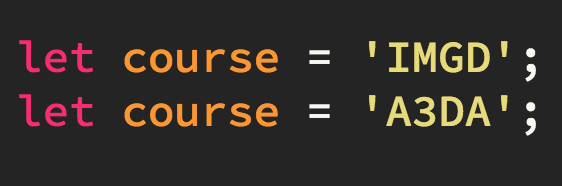 let course = 'IMGD';
let course = 'A3DA';